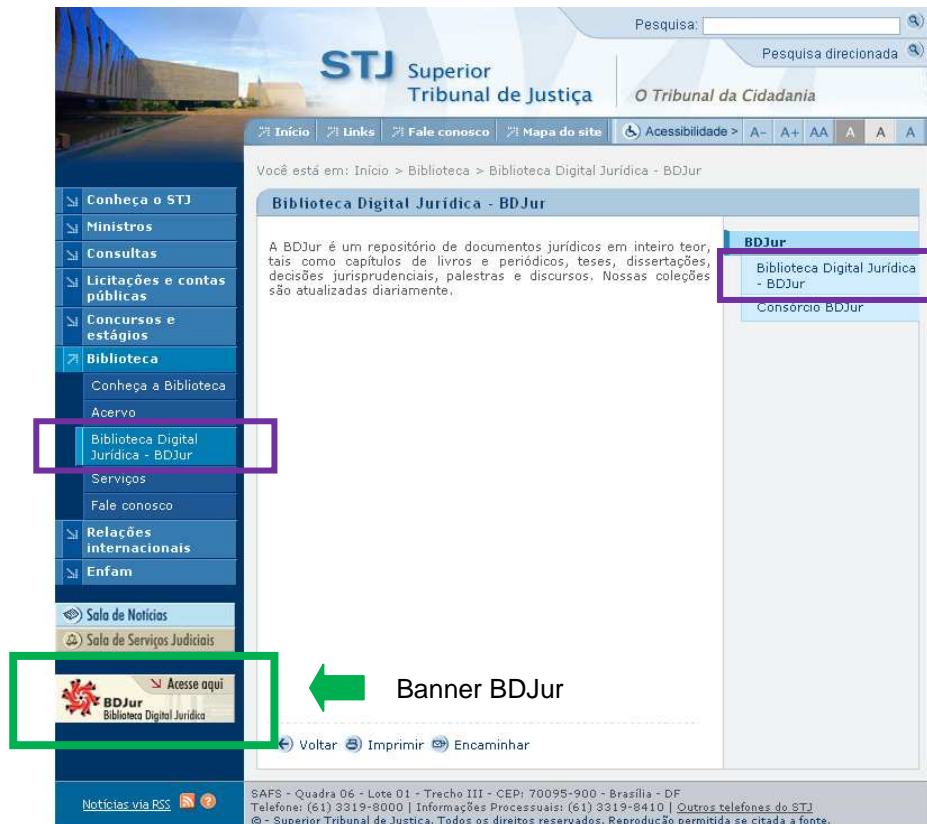 Pesquisa:
Pesquisa direcionada
STJ Superior
Tribunal de Justiça
O Tribunal da Cidadania
Início Links Fale conosco Mapa do site Acessibilidade > A- A+ AA A A A
Você está em: Início > Biblioteca > Biblioteca Digital Jurídica - BDJur
Conheça o STJ
Ministros
Consultas
Licitações e contas
públicas
Concursos e
estágios
Biblioteca
Conheça a Biblioteca
Acervo
Biblioteca Digital
Jurídica - BDJur
Serviços
Fale conosco
Relações
internacionais
Enfam
Sala de Notícias
Sala de Serviços Judiciais
Acesse aqui
BDJur
Biblioteca Digital Jurídica
Biblioteca Digital Jurídica - BDJur
A BDJur é um repositório de documentos jurídicos em inteiro teor,
tais como capítulos de livros e periódicos, teses, dissertações,
decisões jurisprudenciais, palestras e discursos. Nossas coleções
são atualizadas diariamente.
BDJur
Biblioteca Digital Jurídica
- BDJur
Consórcio BDJur
Banner BDJur
Voltar Imprimir Encaminhar
Notícias via RSS ?
SAFS - Quadra 06 - Lote 01 - Trecho III - CEP: 70095-900 - Brasília - DF
Telefone: (61) 3319-8000 | Informações Processuais: (61) 3319-8410 | Outros telefones do STJ
© - Superior Tribunal de Justiça. Todos os direitos reservados. Reprodução permitida se citada a fonte.